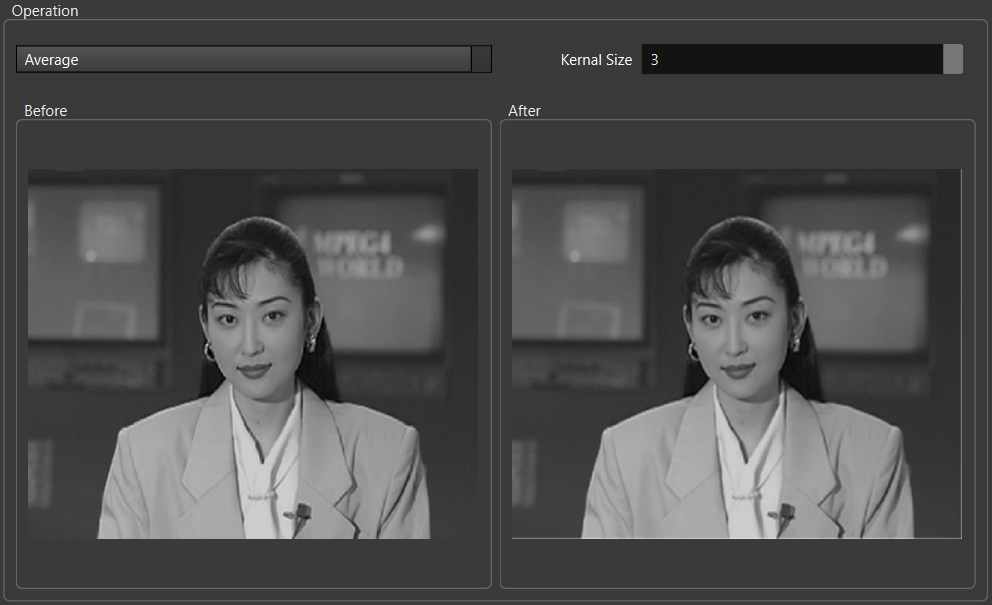 Operation
Average
Kernal Size 3
Before
After
MPEG4
WORLD
MPEG4
WORLD